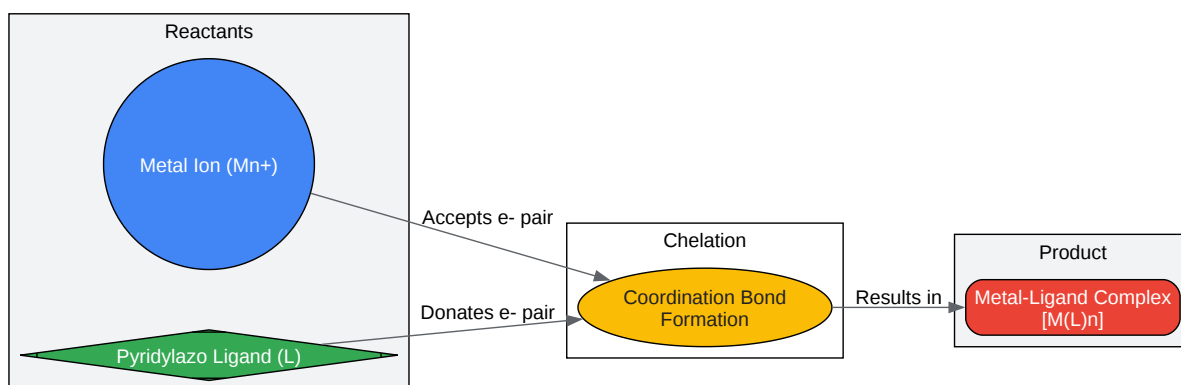 Reactants
Metal Ion (Mn+)
Accepts e- pair
Chelation
Product
Coordination Bond
Formation
Results in
Metal-Ligand Complex
[M(L)n]
Donates e- pair
Pyridylazo Ligand (L)